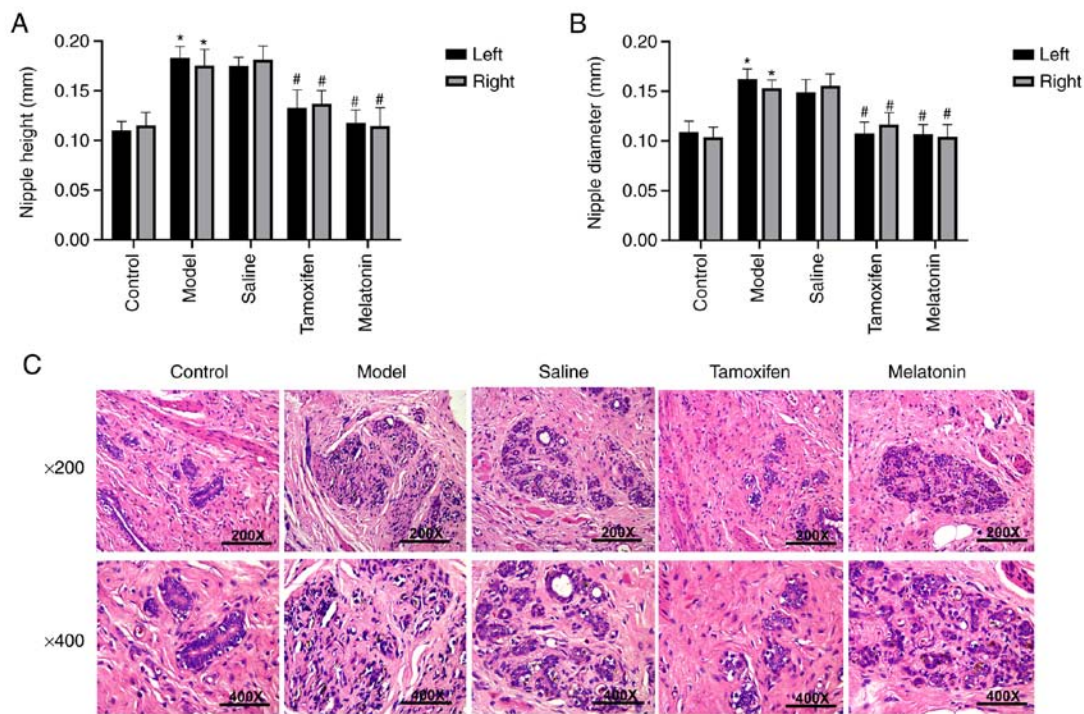 A
Nipple height (mm)
0.20
0.15
0.10
0.05
0.00
* *
# #
# #
Left
Right
Control
Model
Saline
Tamoxifen
Melatonin
B
Nipple diameter (mm)
0.20
0.15
0.10
0.05
0.00
* *
# #
# #
Left
Right
Control
Model
Saline
Tamoxifen
Melatonin
C
Control Model Saline Tamoxifen Melatonin
×200
200X 200X 200X 200X 200X
×400
400X 400X 400X 400X 400X